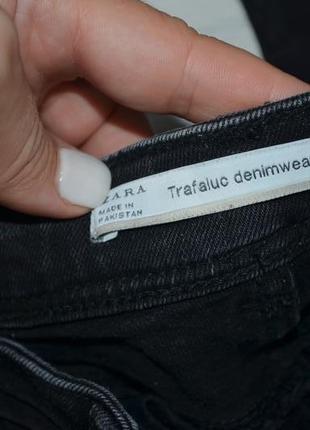 ZARA
MADE IN
PAKISTAN
Trafaluc denimwea